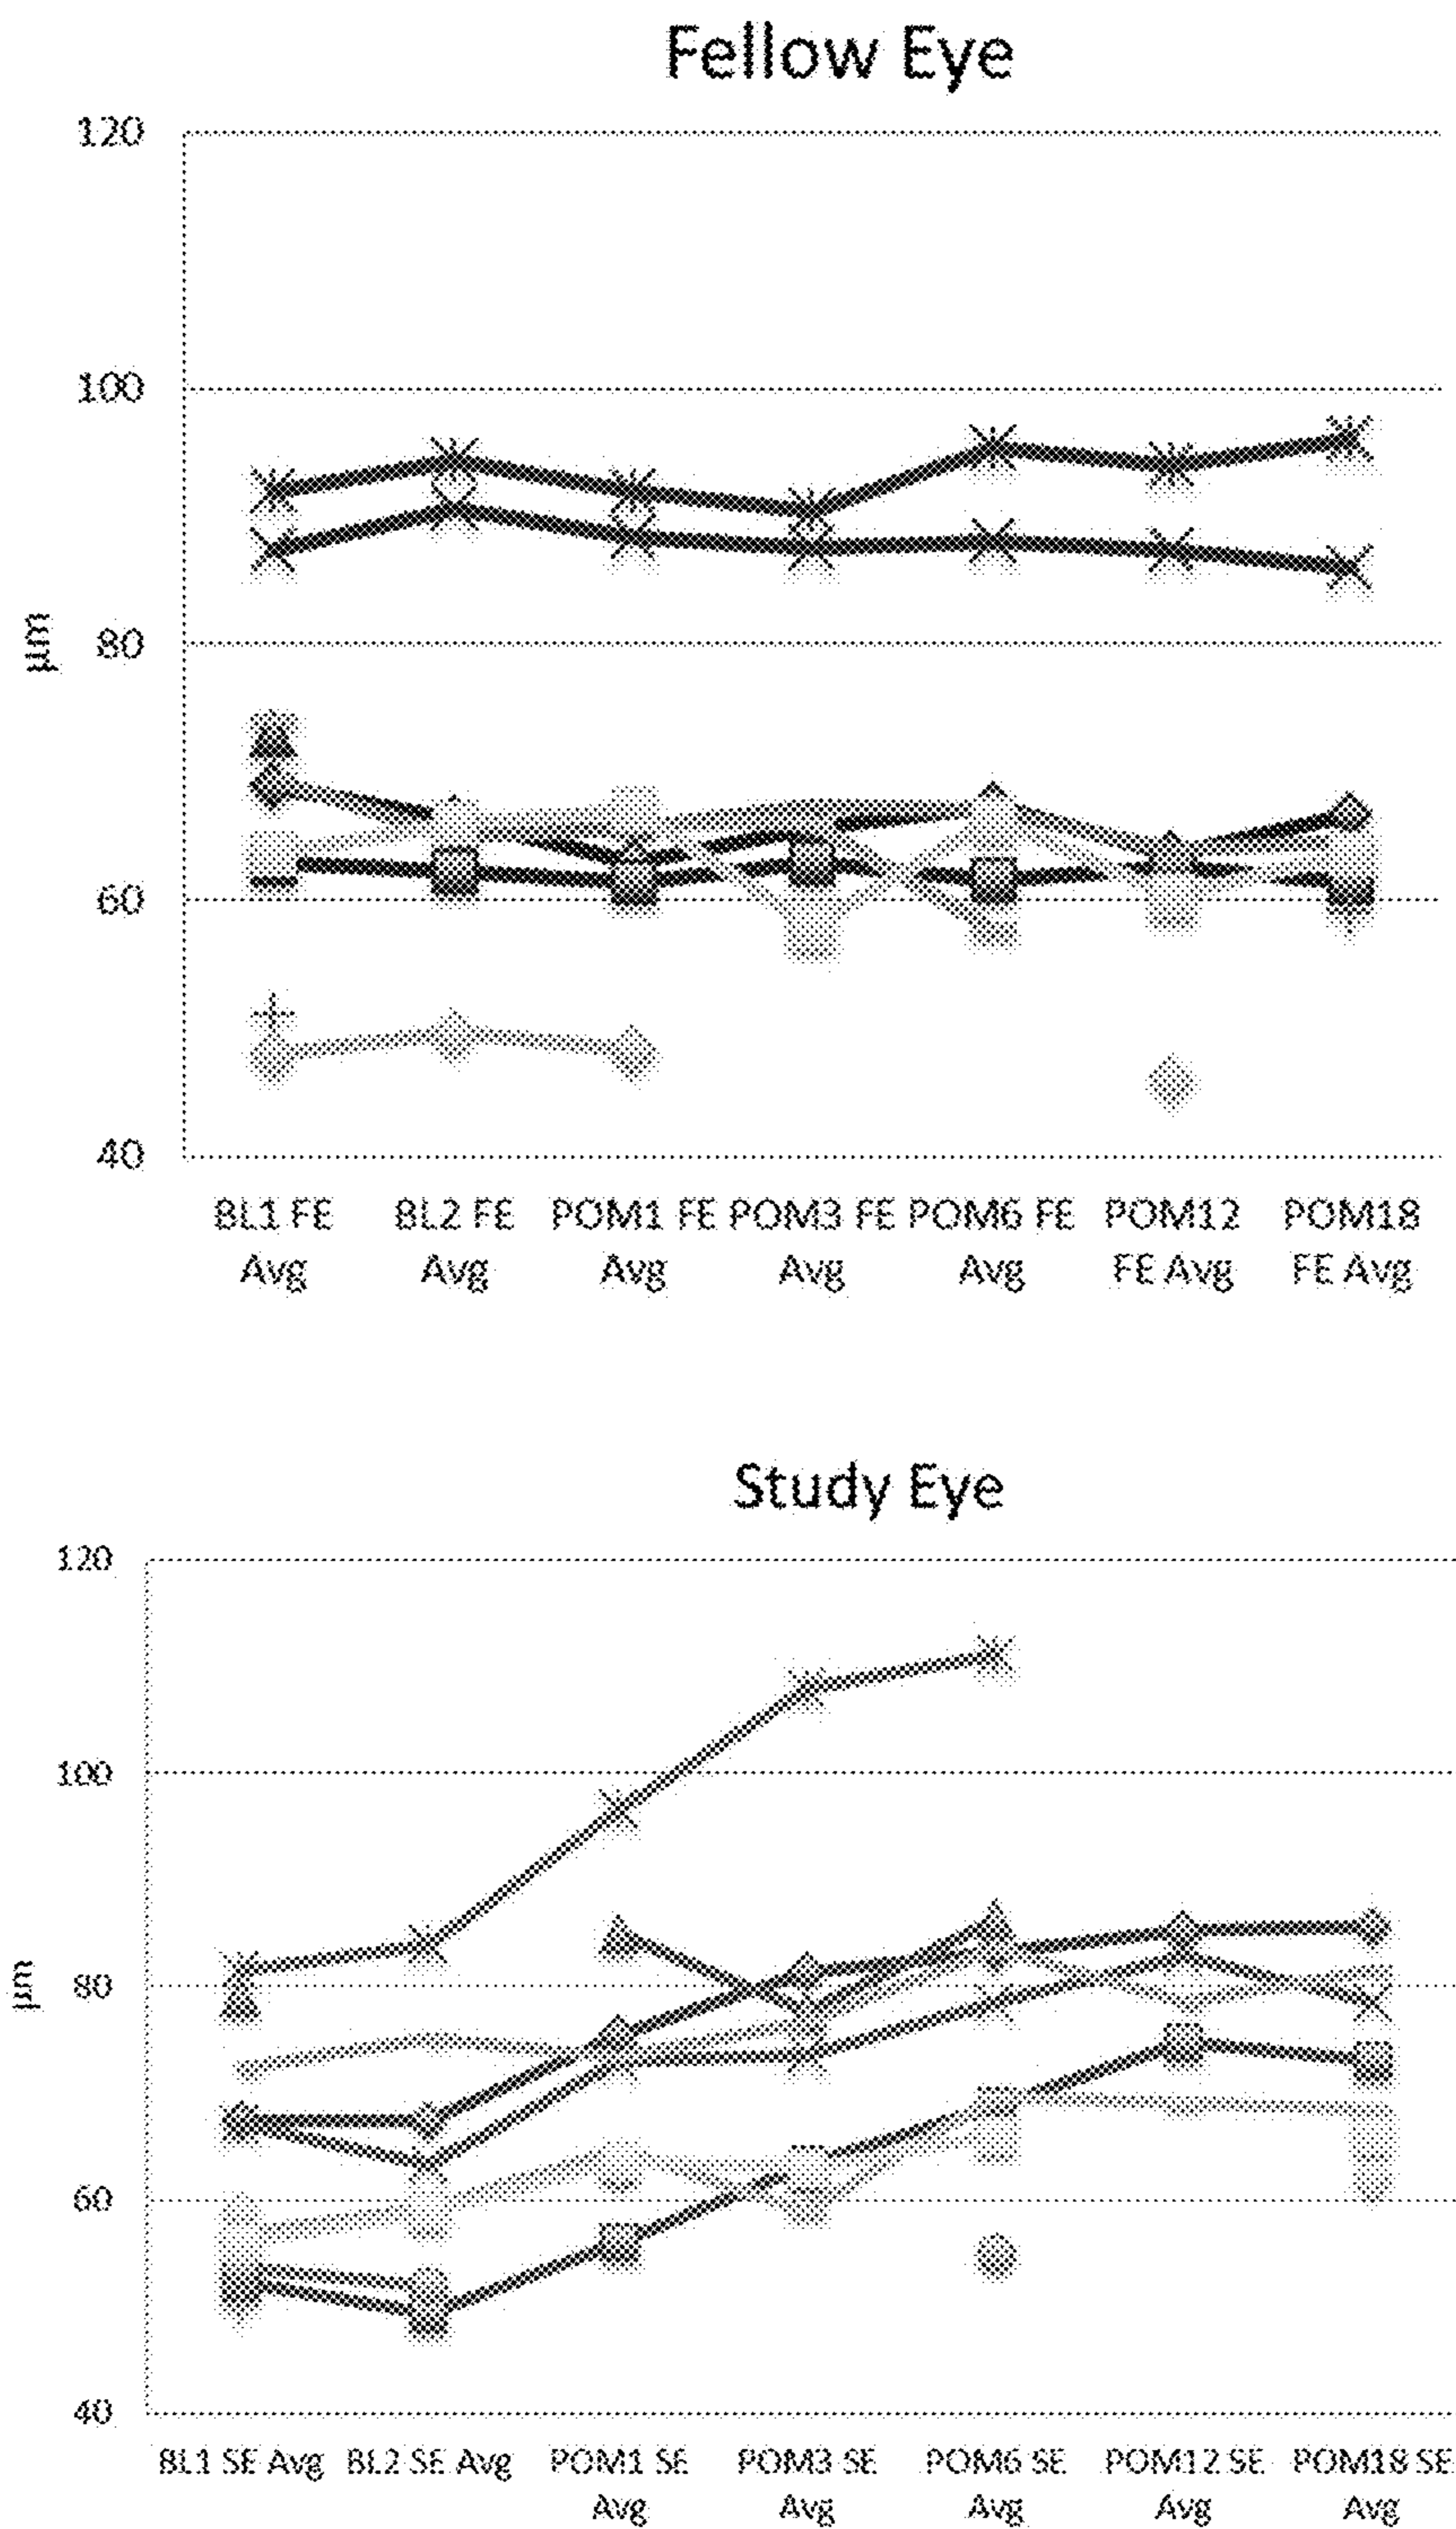 Fellow Eye
120
100
80
60
40
µm
BL1 FE Avg
BL2 FE Avg
POM1 FE Avg
POM3 FE Avg
POM6 FE Avg
POM12 FE Avg
POM18 FE Avg
Study Eye
120
100
80
60
40
µm
BL1 SE Avg
BL2 SE Avg
POM1 SE Avg
POM3 SE Avg
POM6 SE Avg
POM12 SE Avg
POM18 SE Avg